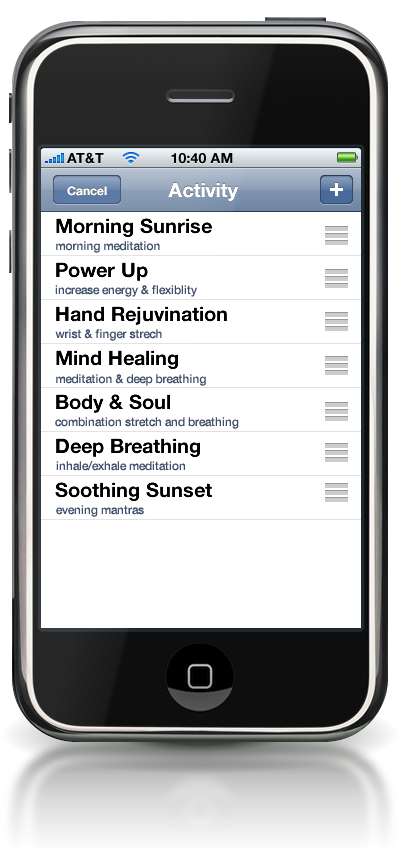 AT&T 10:40 AM
Cancel Activity +
Morning Sunrise
morning meditation
Power Up
increase energy & flexiblity
Hand Rejuvination
wrist & finger strech
Mind Healing
meditation & deep breathing
Body & Soul
combination stretch and breathing
Deep Breathing
inhale/exhale meditation
Soothing Sunset
evening mantras